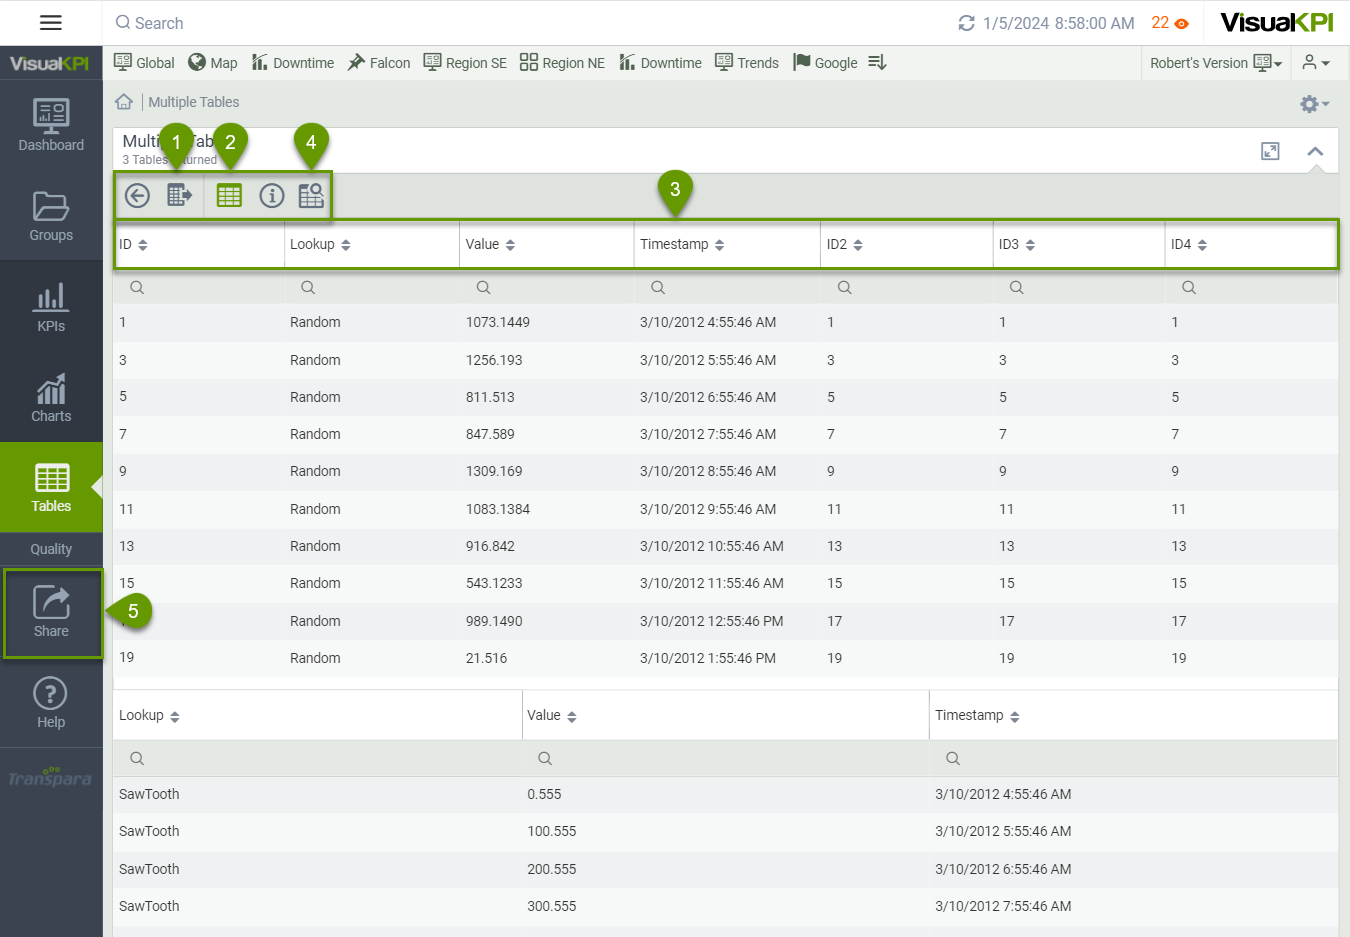 Search
1/5/2024 8:58:00 AM
22
VisualKPI
VisualKPI
Global
Map
Downtime
Falcon
Region SE
Region NE
Downtime
Trends
Google
Robert's Version
Multiple Tables
Dashboard
Groups
KPIs
Charts
Tables
Quality
Share
Help
Transpara
3 Tables
1
2
4
3
5
ID Lookup Value Timestamp ID2 ID3 ID4
1 Random 1073.1449 3/10/2012 4:55:46 AM 1 1 1
3 Random 1256.193 3/10/2012 5:55:46 AM 3 3 3
5 Random 811.513 3/10/2012 6:55:46 AM 5 5 5
7 Random 847.589 3/10/2012 7:55:46 AM 7 7 7
9 Random 1309.169 3/10/2012 8:55:46 AM 9 9 9
11 Random 1083.1384 3/10/2012 9:55:46 AM 11 11 11
13 Random 916.842 3/10/2012 10:55:46 AM 13 13 13
15 Random 543.1233 3/10/2012 11:55:46 AM 15 15 15
Random 989.1490 3/10/2012 12:55:46 PM 17 17 17
19 Random 21.516 3/10/2012 1:55:46 PM 19 19 19
Lookup Value Timestamp
SawTooth 0.555 3/10/2012 4:55:46 AM
SawTooth 100.555 3/10/2012 5:55:46 AM
SawTooth 200.555 3/10/2012 6:55:46 AM
SawTooth 300.555 3/10/2012 7:55:46 AM